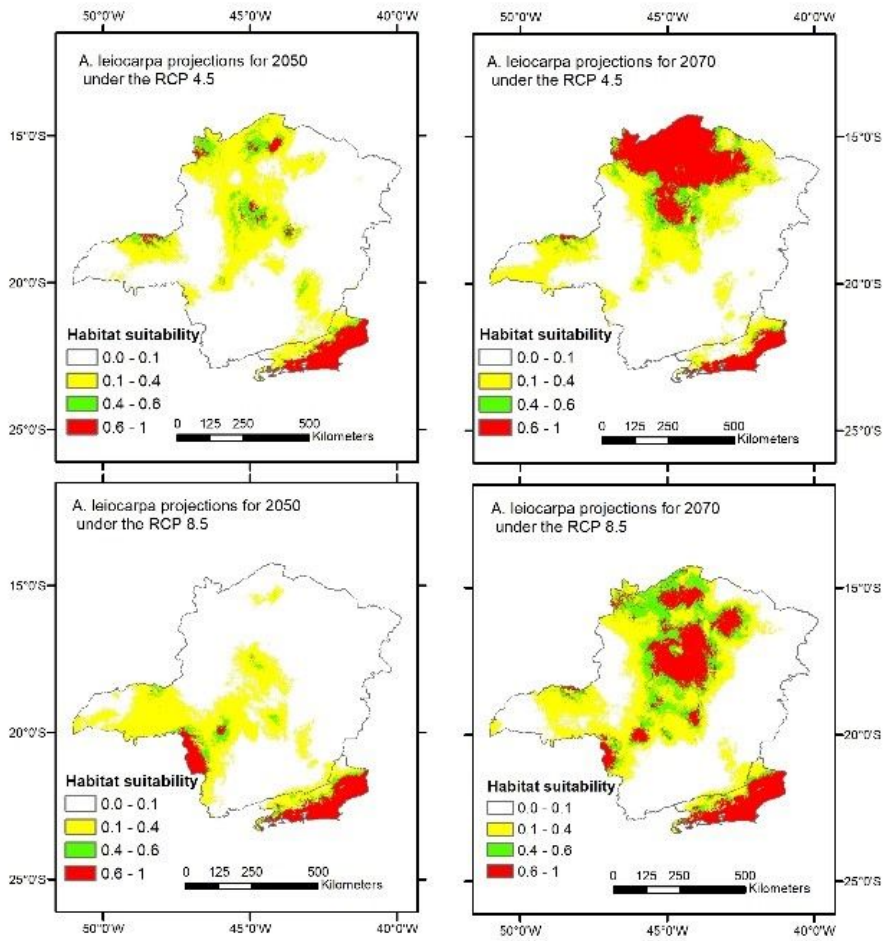 50°0'W 45°0'W 40°0'W
50°0'W 45°0'W 40°0'W
A. leiocarpa projections for 2050
under the RCP 4.5
15°0'S
20°0'S
25°0'S
Habitat suitability
0.0 - 0.1
0.1 - 0.4
0.4 - 0.6
0.6 - 1
0 125 250 500
Kilometers
A. leiocarpa projections for 2070
under the RCP 4.5
15°0'S
20°0'S
25°0'S
Habitat suitability
0.0 - 0.1
0.1 - 0.4
0.4 - 0.6
0.6 - 1
0 125 250 500
Kilometers
A. leiocarpa projections for 2050
under the RCP 8.5
15°0'S
20°0'S
25°0'S
Habitat suitability
0.0 - 0.1
0.1 - 0.4
0.4 - 0.6
0.6 - 1
0 125 250 500
Kilometers
A. leiocarpa projections for 2070
under the RCP 8.5
15°0'S
20°0'S
25°0'S
Habitat suitability
0.0 - 0.1
0.1 - 0.4
0.4 - 0.6
0.6 - 1
0 125 250 500
Kilometers
50°0'W 45°0'W 40°0'W
50°0'W 45°0'W 40°0'W